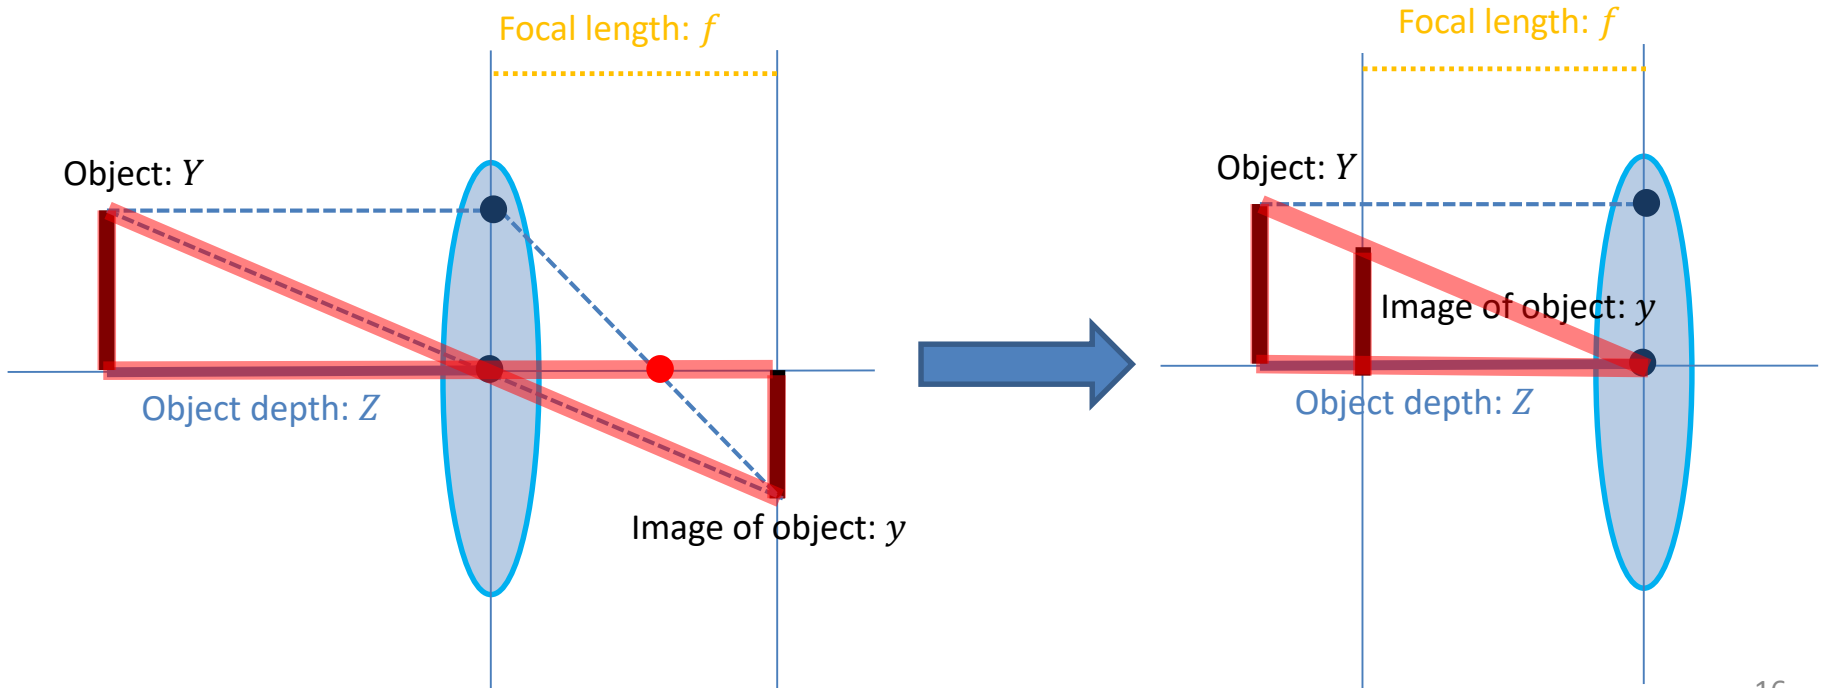 Focal length: f
Focal length: f
Object: Y
Object: Y
Image of object: y
Object depth: Z
Object depth: Z
Image of object: y